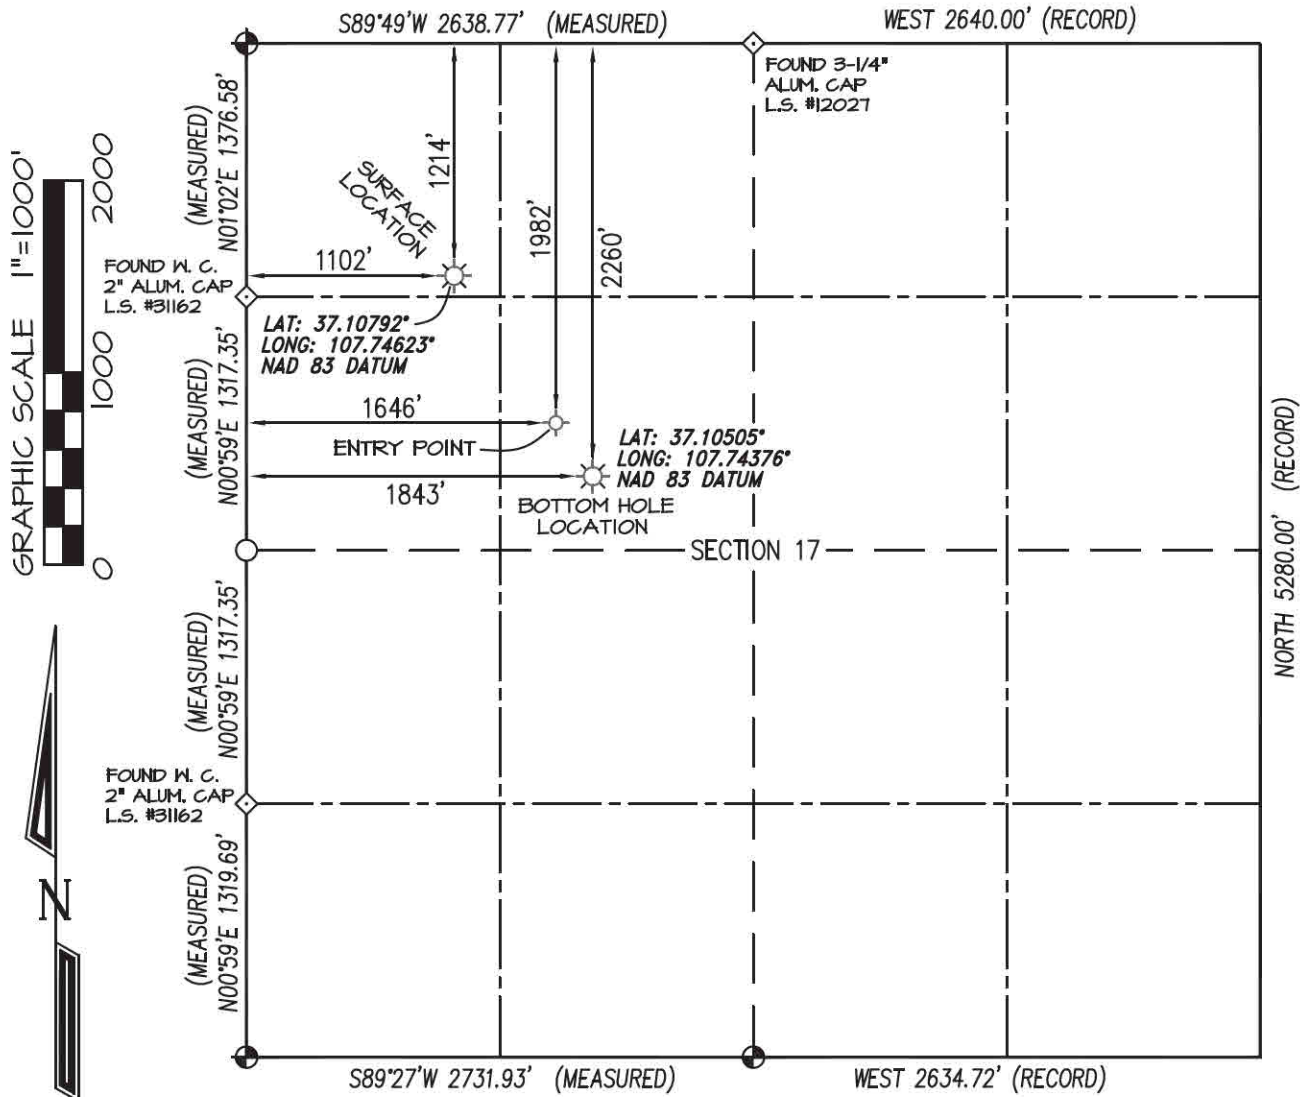 S89°49'W 2638.77' (MEASURED)
WEST 2640.00' (RECORD)
FOUND 3-1/4"
ALUM. CAP
L.S. #12027
(MEASURED)
N01°02'E 1376.58'
1214'
SURFACE
LOCATION
1982'
2260'
1102'
GRAPHIC SCALE 1"=1000'
2000
1000
0
FOUND W. C.
2" ALUM. CAP
L.S. #31162
LAT: 37.10792°
LONG: 107.74623°
NAD 83 DATUM
(MEASURED)
N00°59'E 1317.35'
1646'
ENTRY POINT
LAT: 37.10505°
LONG: 107.74376°
NAD 83 DATUM
1843'
BOTTOM HOLE
LOCATION
SECTION 17
NORTH 5280.00' (RECORD)
(MEASURED)
N00°59'E 1317.35'
FOUND W. C.
2" ALUM. CAP
L.S. #31162
N
(MEASURED)
N00°59'E 1319.69'
S89°27'W 2731.93' (MEASURED)
WEST 2634.72' (RECORD)